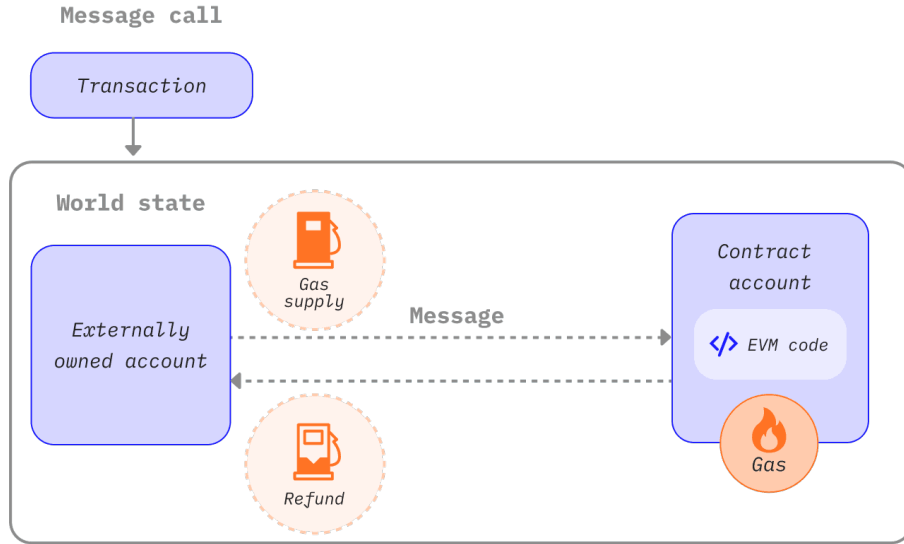 Message call
Transaction
World state
Gas
supply
Contract
account
Message
Externally
owned account
EVM code
Refund
Gas